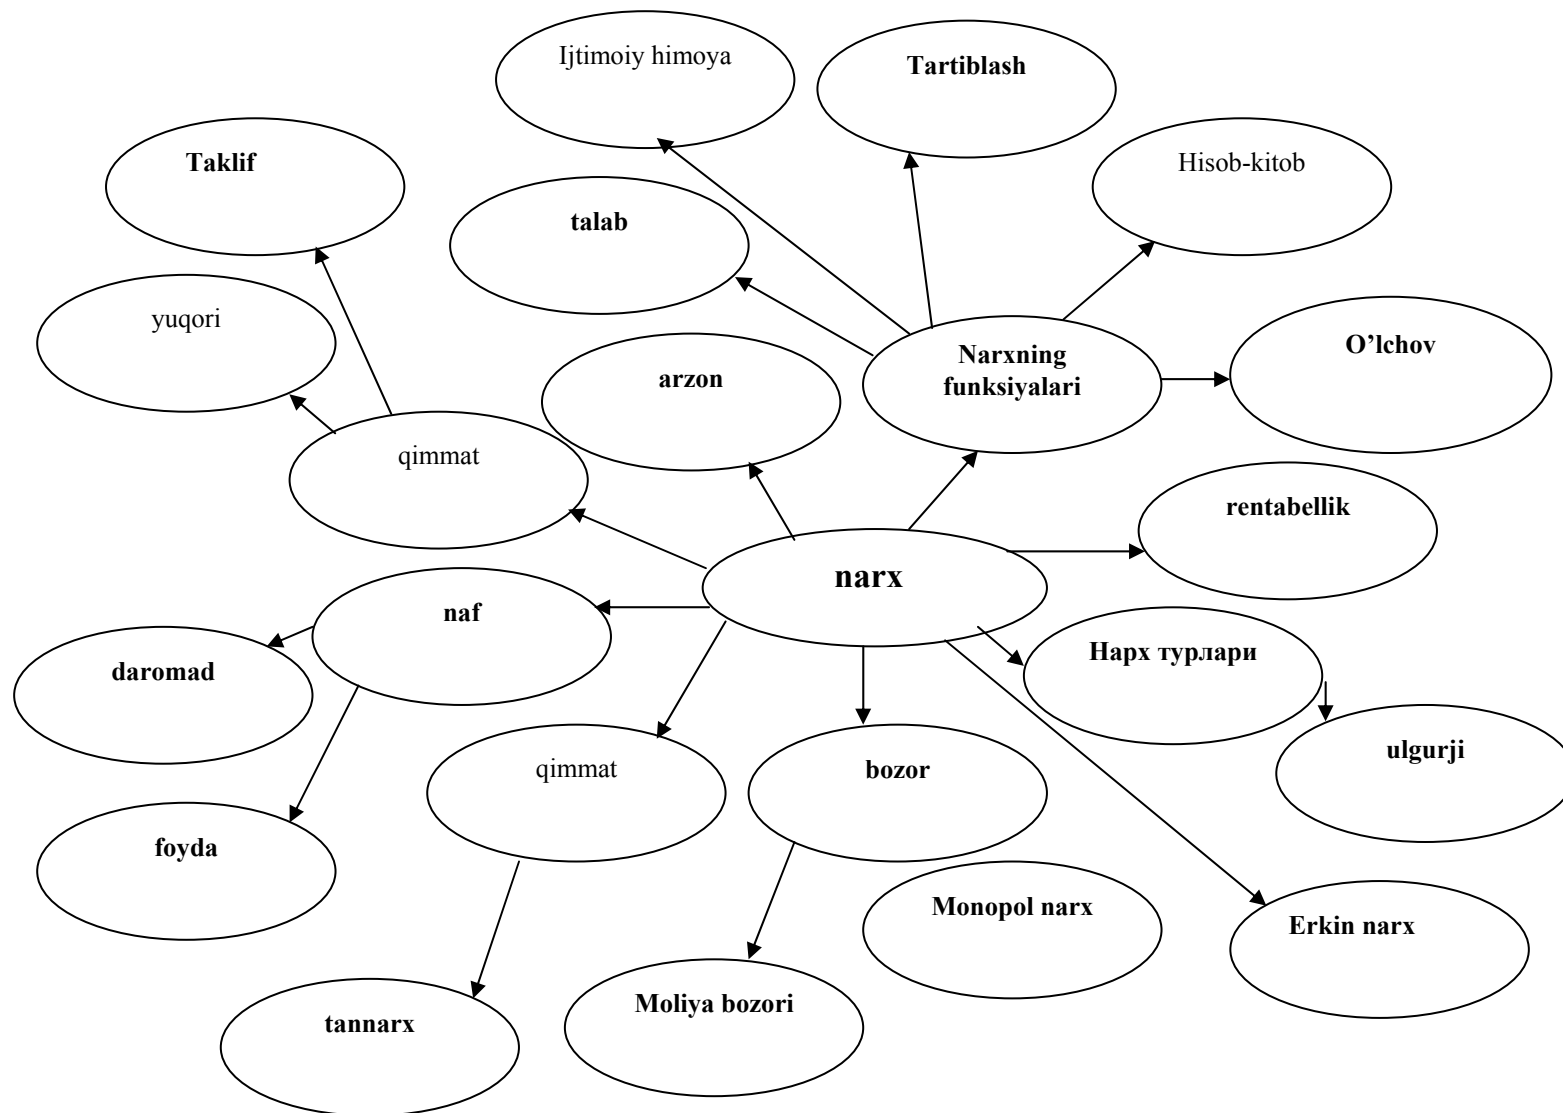 Ijtimoiy himoya
Tartiblash
Taklif
Hisob-kitob
talab
yuqori
Narxning
funksiyalari
O’lchov
arzon
qimmat
rentabellik
narx
naf
Нарх турлари
daromad
ulgurji
qimmat
bozor
foyda
Monopol narx
Erkin narx
Moliya bozori
tannarx